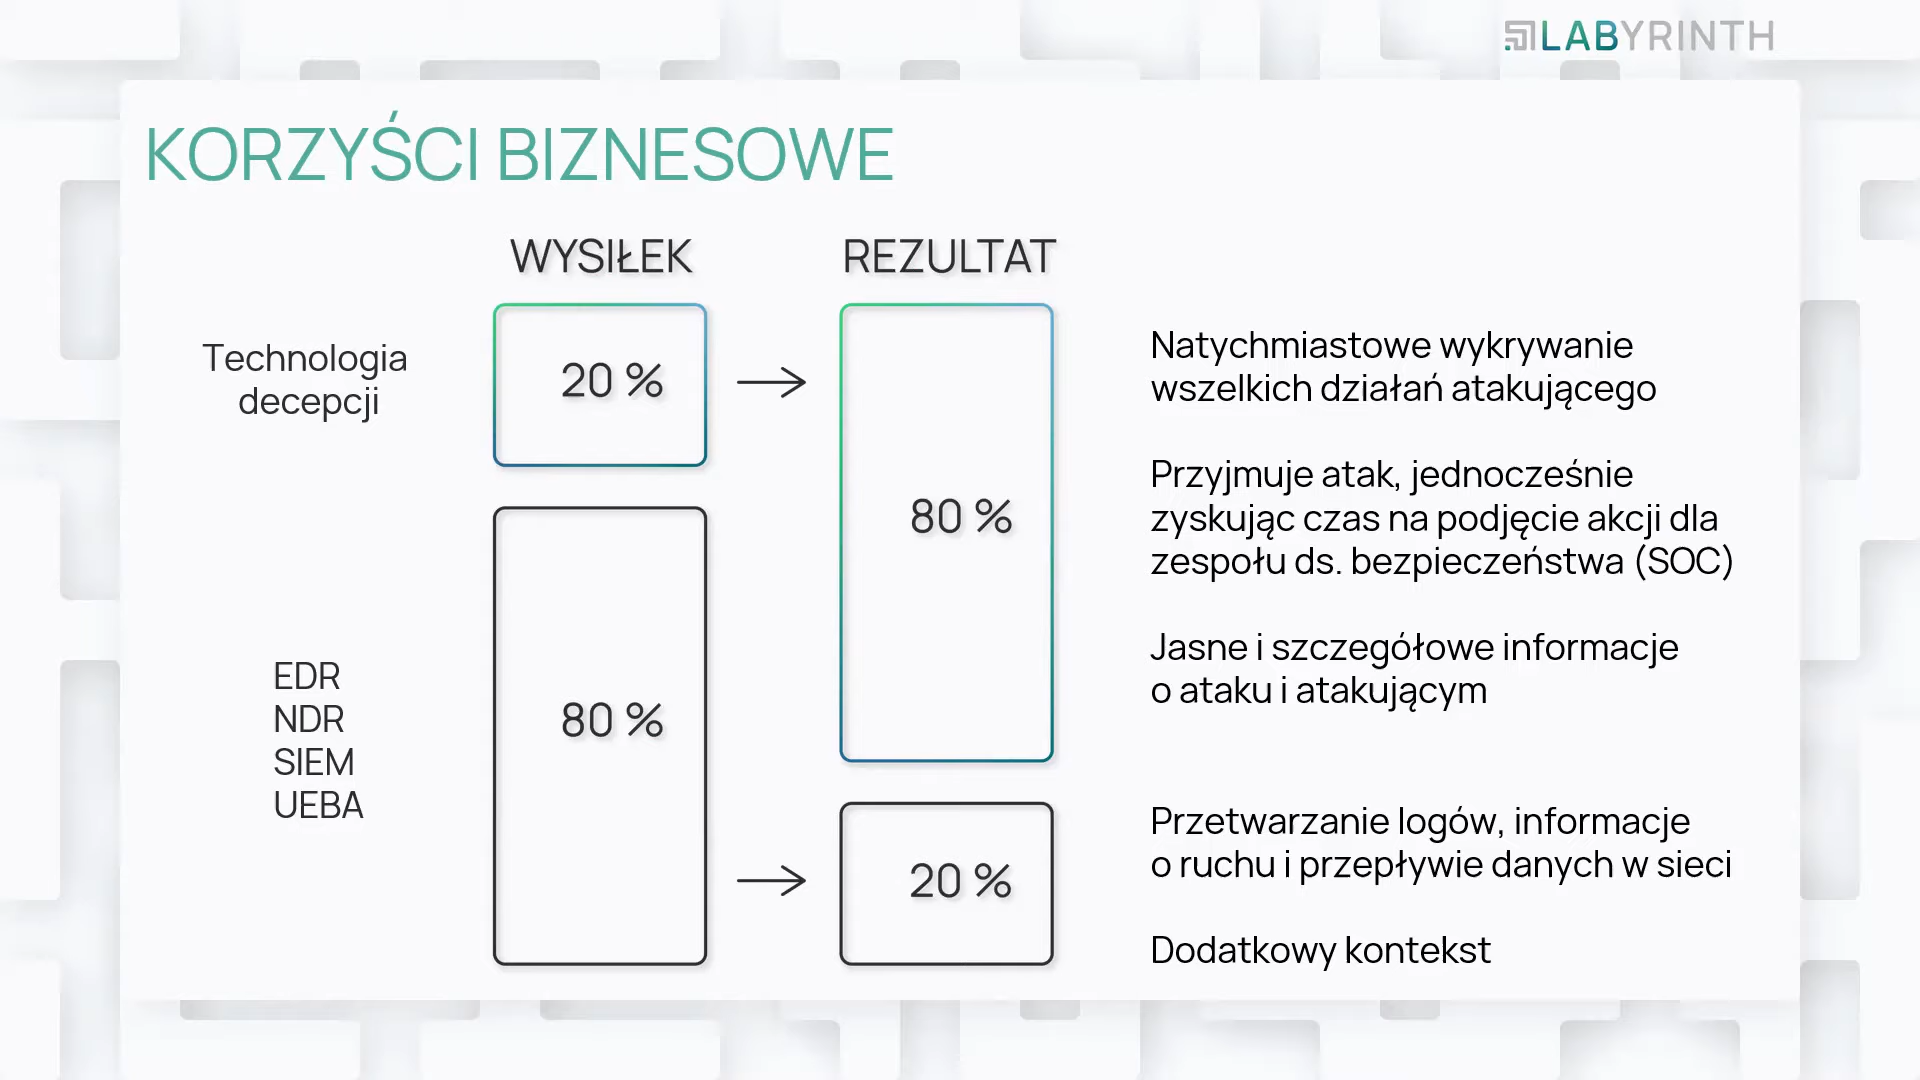 LABYRINTH
KORZYŚCI BIZNESOWE
WYSIŁEK
REZULTAT
Technologia
decepcji
20 %
80 %
Natychmiastowe wykrywanie
wszelkich działań atakującego
Przyjmuje atak, jednocześnie
zyskując czas na podjęcie akcji dla
zespołu ds. bezpieczeństwa (SOC)
Jasne i szczegółowe informacje
o ataku i atakującym
EDR
NDR
SIEM
UEBA
80 %
20 %
Przetwarzanie logów, informacje
o ruchu i przepływie danych w sieci
Dodatkowy kontekst